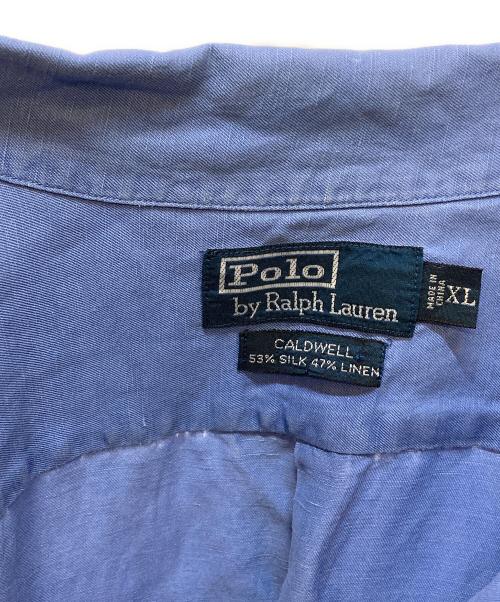 Polo
by Ralph Lauren
MADE IN
CHINA
XL
CALDWELL
53% SILK 47% LINEN